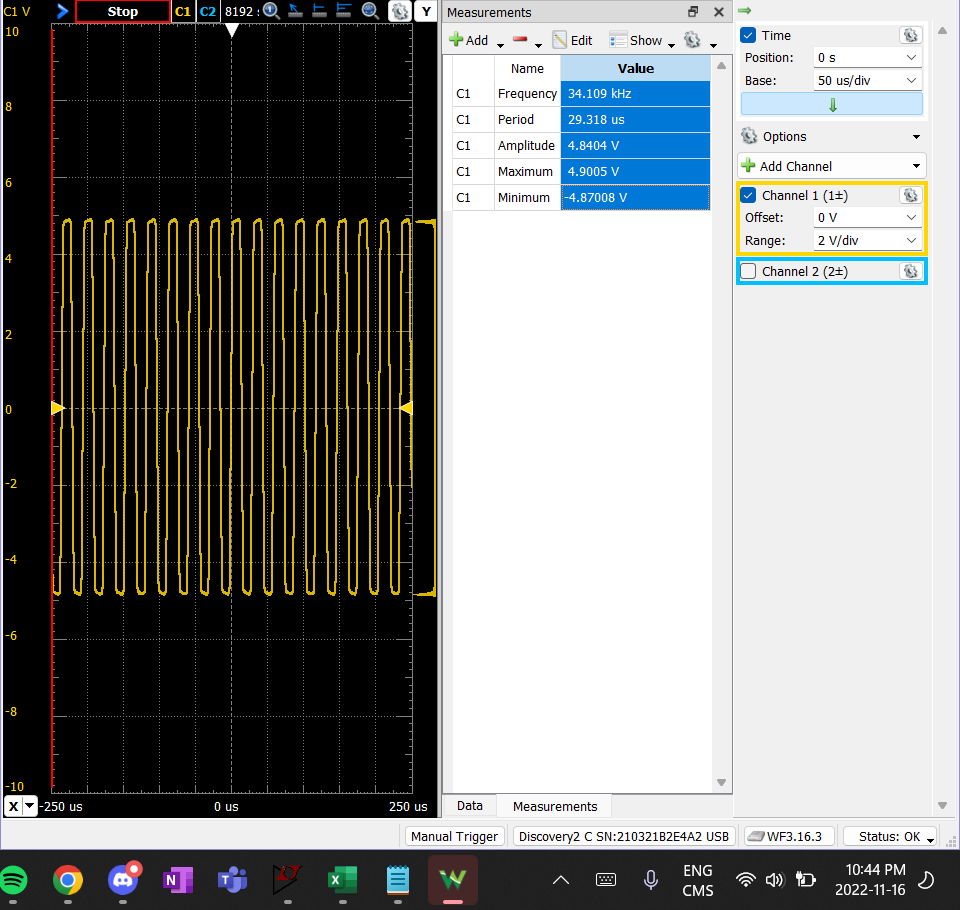 C1 V Stop C1 C2 8192 : Y
10
8
6
4
2
0
-2
-4
-6
-8
-10
X -250 us 0 us 250 us
Measurements
Add Edit Show
Name Value
C1 Frequency 34.109 kHz
C1 Period 29.318 us
C1 Amplitude 4.8404 V
C1 Maximum 4.9005 V
C1 Minimum -4.87008 V
Data Measurements
Time
Position: 0 s
Base: 50 us/div
Options
Add Channel
Channel 1 (1±)
Offset: 0 V
Range: 2 V/div
Channel 2 (2±)
Manual Trigger Discovery2 C SN:210321B2E4A2 USB WF3.16.3 Status: OK
ENG
CMS
10:44 PM
2022-11-16